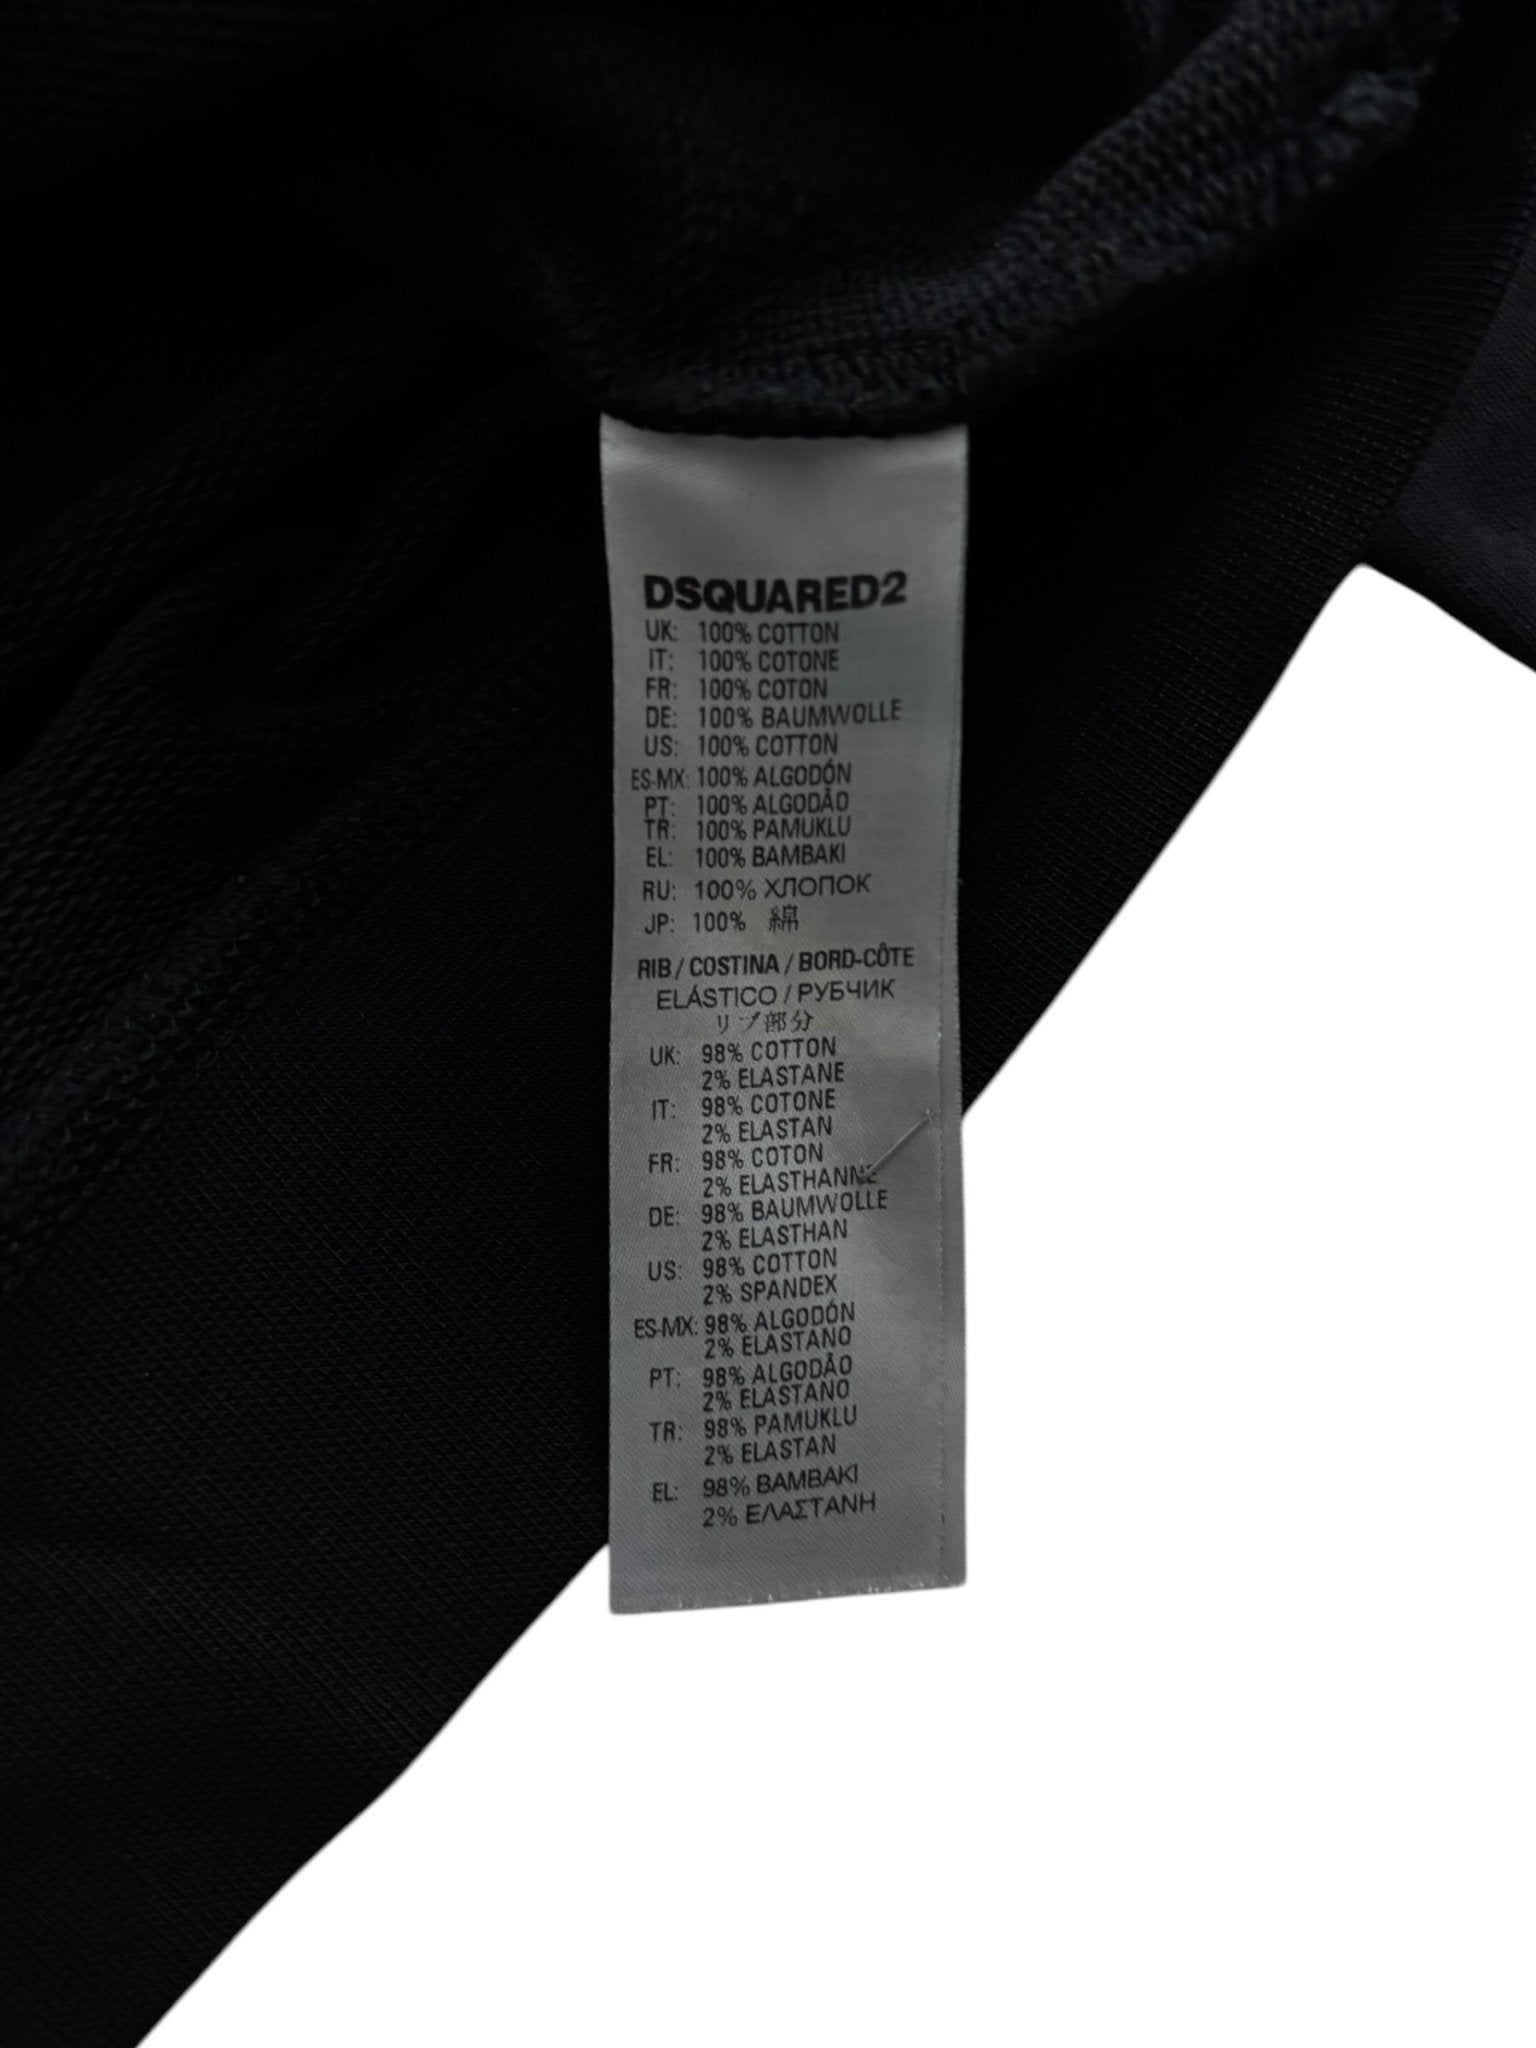 DSQUARED2
UK: 100% COTTON
IT: 100% COTONE
FR: 100% COTON
DE: 100% BAUMWOLLE
US: 100% COTTON
ES-MX: 100% ALGODÓN
PT: 100% ALGODÃO
TR: 100% PAMUKLU
EL: 100% BAMBAKI
RU: 100% ХЛОПОК
JP: 100% 綿
RIB / COSTINA / BORD-CÔTE
ELÁSTICO / РУБЧИК
リブ部分
UK: 98% COTTON
2% ELASTANE
IT: 98% COTONE
2% ELASTAN
FR: 98% COTON
2% ELASTHANNE
DE: 98% BAUMWOLLE
2% ELASTHAN
US: 98% COTTON
2% SPANDEX
ES-MX: 98% ALGODÓN
2% ELASTANO
PT: 98% ALGODÃO
2% ELASTANO
TR: 98% PAMUKLU
2% ELASTAN
EL: 98% BAMBAKI
2% ΕΛΑΣΤΑΝΗ